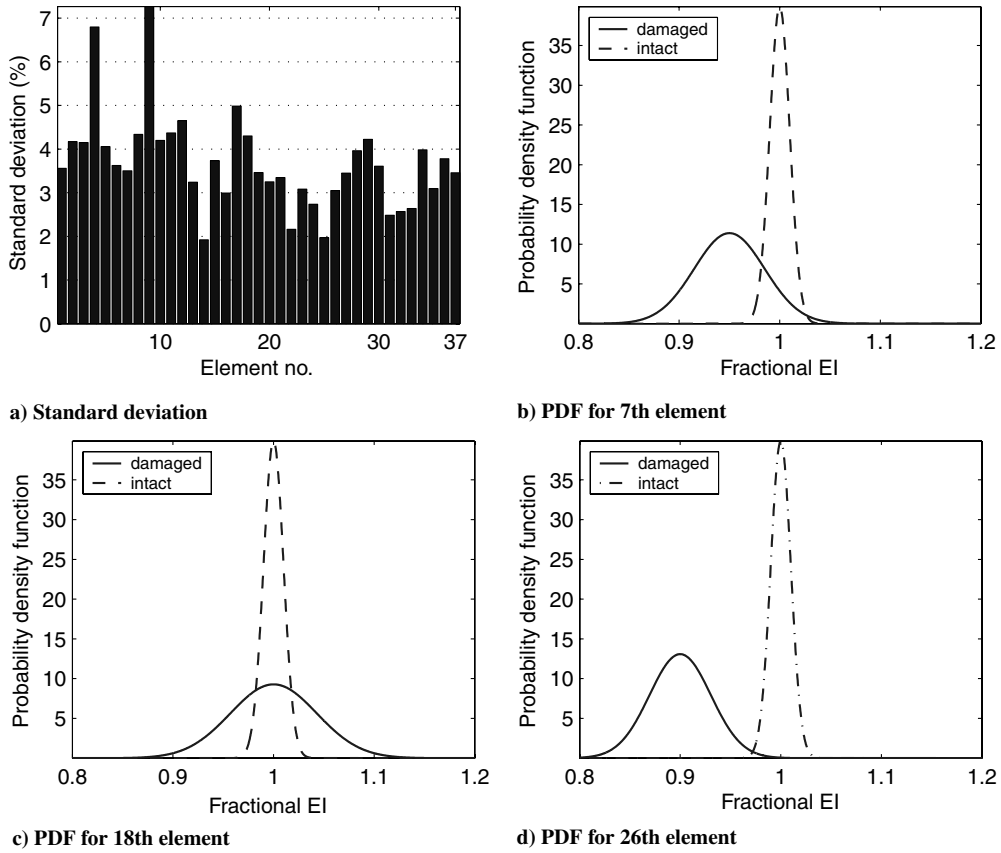 7
6
5
4
3
2
1
0
Standard deviation (%)
10 20 30 37
Element no.
a) Standard deviation
35
30
25
20
15
10
5
Probability density function
damaged
intact
0.8 0.9 1 1.1 1.2
Fractional EI
b) PDF for 7th element
35
30
25
20
15
10
5
Probability density function
damaged
intact
0.8 0.9 1 1.1 1.2
Fractional EI
c) PDF for 18th element
35
30
25
20
15
10
5
Probability density function
damaged
intact
0.8 0.9 1 1.1 1.2
Fractional EI
d) PDF for 26th element